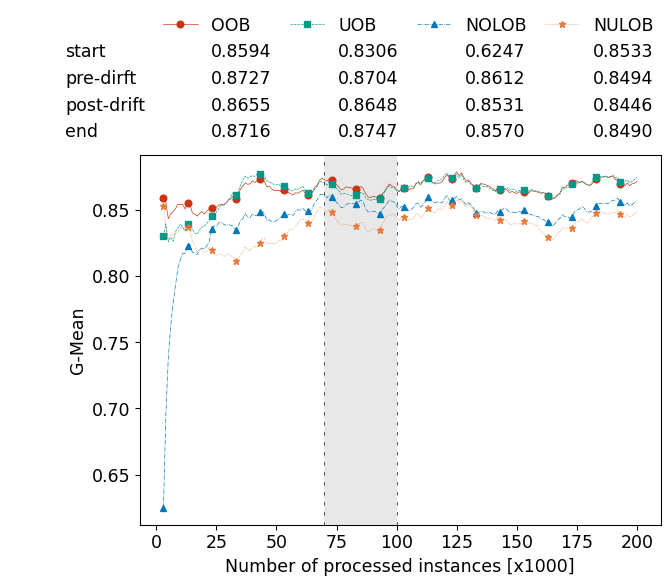 OOB UOB NOLOB NULOB
start 0.8594 0.8306 0.6247 0.8533
pre-dirft 0.8727 0.8704 0.8612 0.8494
post-drift 0.8655 0.8648 0.8531 0.8446
end 0.8716 0.8747 0.8570 0.8490
0.85
0.80
0.75
0.70
0.65
G-Mean
0 25 50 75 100 125 150 175 200
Number of processed instances [x1000]